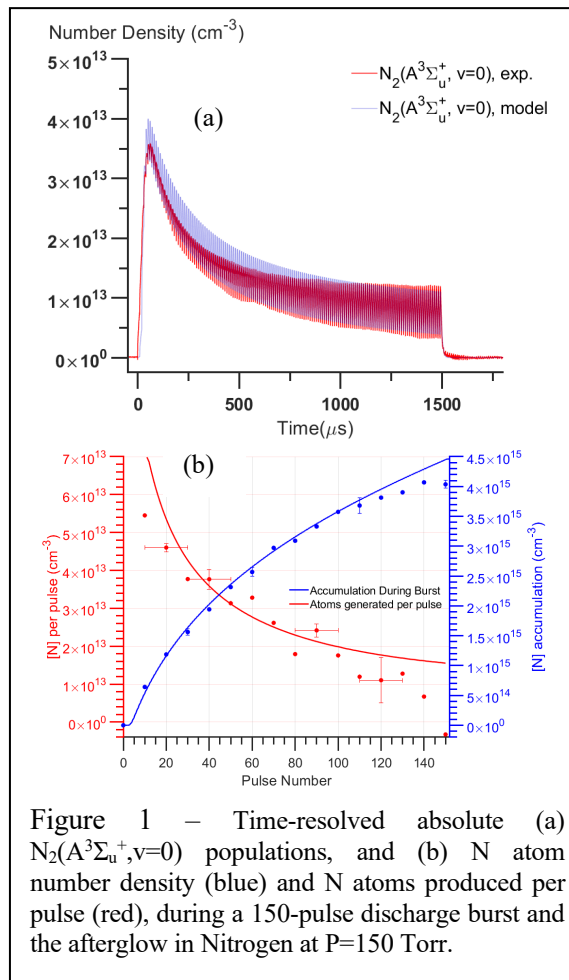 Number Density (cm⁻³)
5×10¹³
4×10¹³
3×10¹³
2×10¹³
1×10¹³
0×10⁰
(a)
N₂(A³Σᵤ⁺, v=0), exp.
N₂(A³Σᵤ⁺, v=0), model
0
500
1000
1500
Time(μs)
(b)
[N] per pulse (cm⁻³)
7×10¹³
6×10¹³
5×10¹³
4×10¹³
3×10¹³
2×10¹³
1×10¹³
0×10⁰
Accumulation During Burst
Atoms generated per pulse
4.5×10¹⁵
4×10¹⁵
3.5×10¹⁵
3×10¹⁵
2.5×10¹⁵
2×10¹⁵
1.5×10¹⁵
1×10¹⁵
5×10¹⁴
0×10⁰
[N] accumulation (cm⁻³)
0
20
40
60
80
100
120
140
Pulse Number
Figure 1 – Time-resolved absolute (a)
N₂(A³Σᵤ⁺,v=0) populations, and (b) N atom
number density (blue) and N atoms produced per
pulse (red), during a 150-pulse discharge burst and
the afterglow in Nitrogen at P=150 Torr.